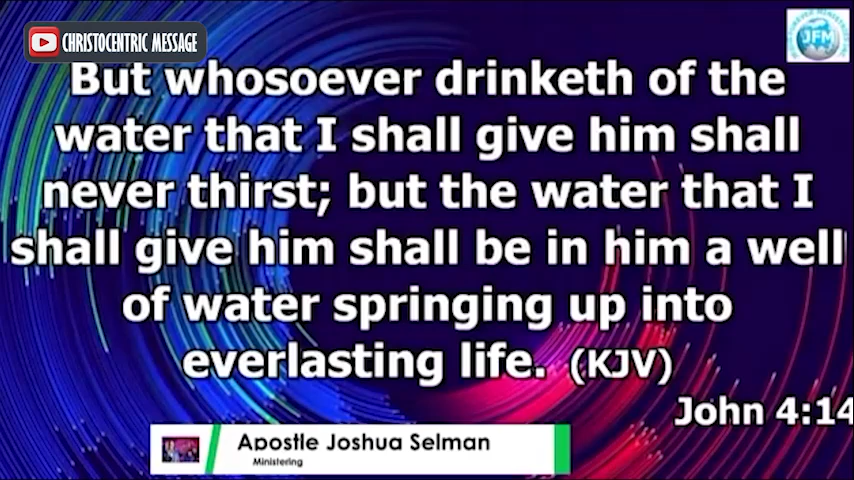 CHRISTOCENTRIC MESSAGE
JFM
But whosoever drinketh of the
water that I shall give him shall
never thirst; but the water that I
shall give him shall be in him a well
of water springing up into
everlasting life. (KJV)
John 4:14
Apostle Joshua Selman
Ministering